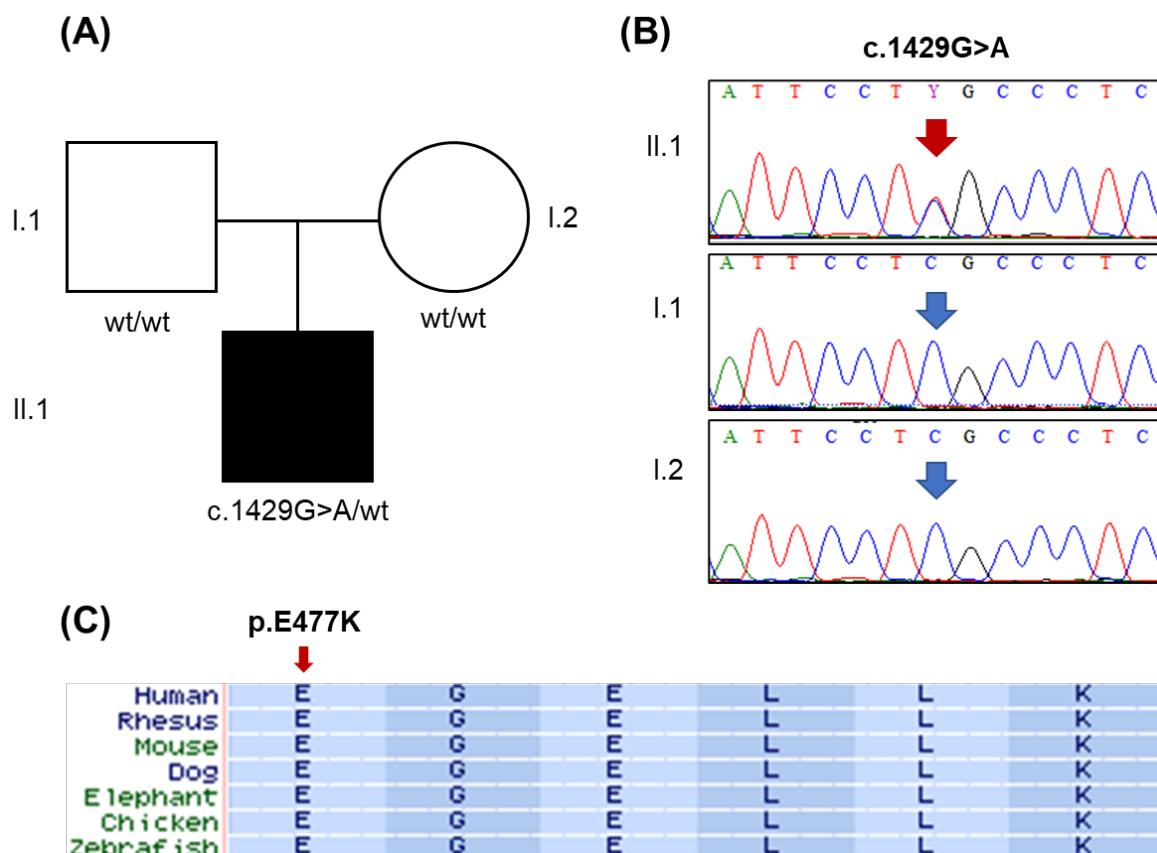 (A)
I.1
I.2
wt/wt
wt/wt
II.1
c.1429G>A/wt
(B)
c.1429G>A
II.1
A T T C C T Y G C C C T C
I.1
A T T C C T C G C C C T C
I.2
A T T C C T C G C C C T C
(C)
p.E477K
Human E G E L L K
Rhesus E G E L L K
Mouse E G E L L K
Dog E G E L L K
Elephant E G E L L K
Chicken E G E L L K
Zebrafish E G E L L K